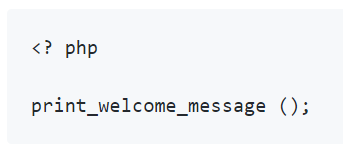 <? php
print_welcome_message ();